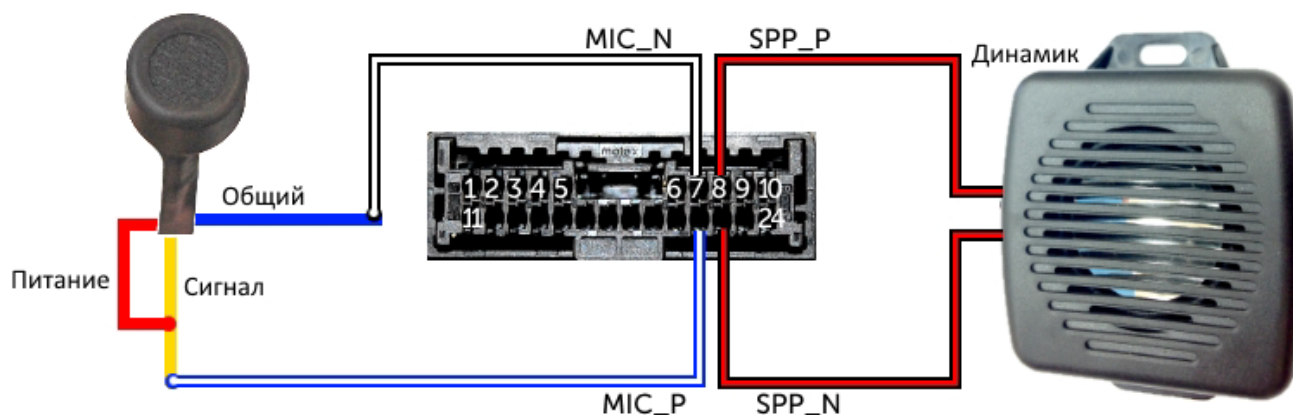 MIC_N
SPP_P
Динамик
molex
1 2 3 4 5 6 7 8 9 10
11 24
Общий
Питание
Сигнал
MIC_P
SPP_N